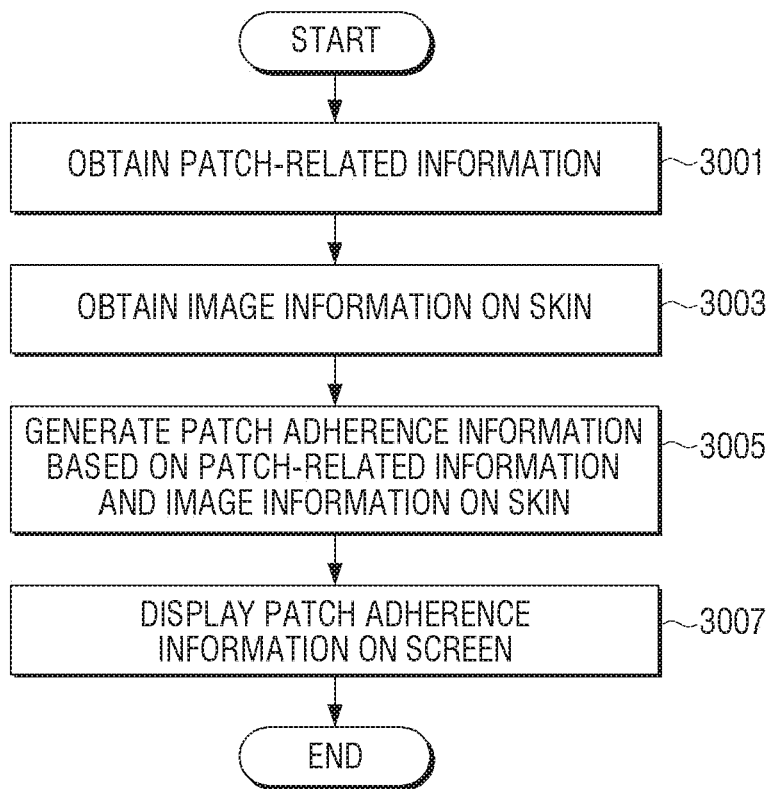 START
OBTAIN PATCH-RELATED INFORMATION
3001
OBTAIN IMAGE INFORMATION ON SKIN
3003
GENERATE PATCH ADHERENCE INFORMATION
BASED ON PATCH-RELATED INFORMATION
AND IMAGE INFORMATION ON SKIN
3005
DISPLAY PATCH ADHERENCE
INFORMATION ON SCREEN
3007
END